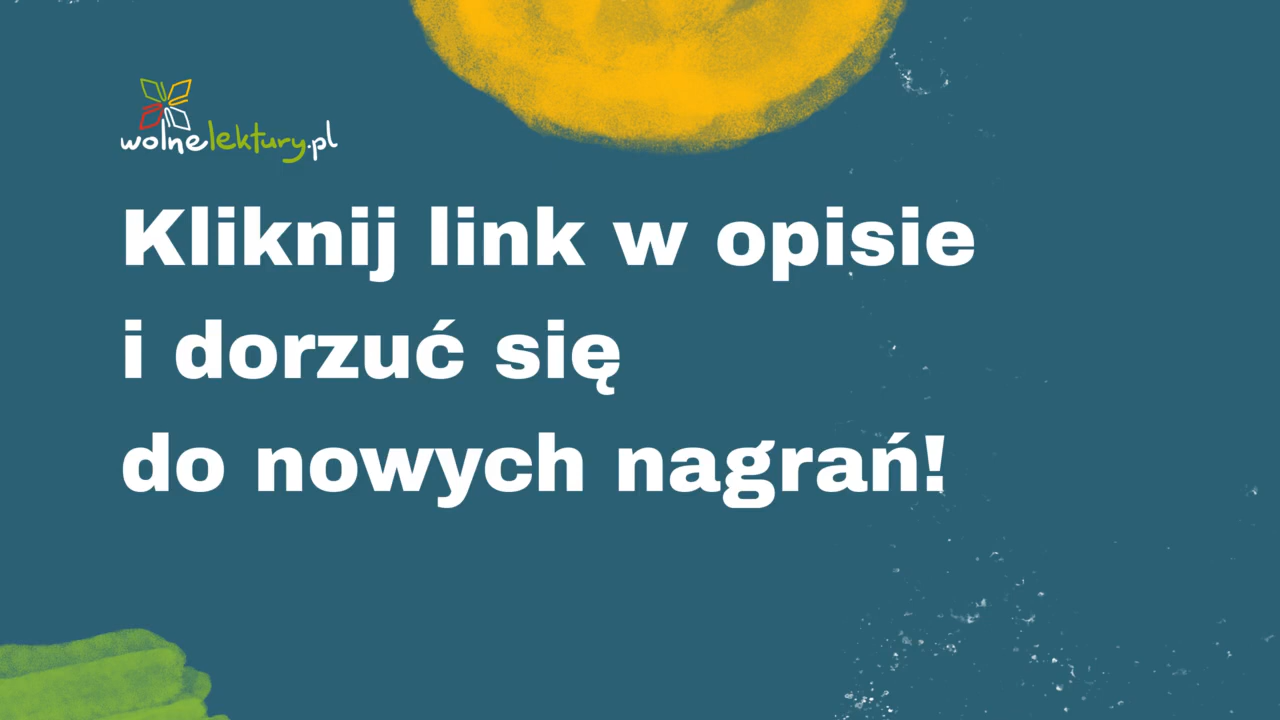 wolnelektury.pl
Kliknij link w opisie
i dorzuć się
do nowych nagrań!